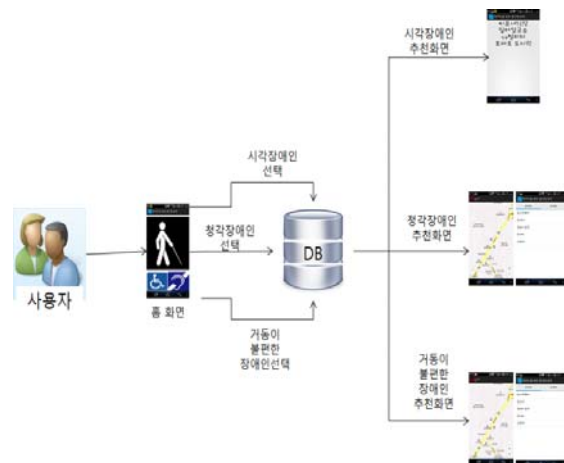 시각장애인
추천화면
시각장애인
선택
청각장애인
선택
DB
청각장애인
추천화면
사용자
홈 화면
거동이
불편한
장애인선택
거동이
불편한
장애인
추천화면